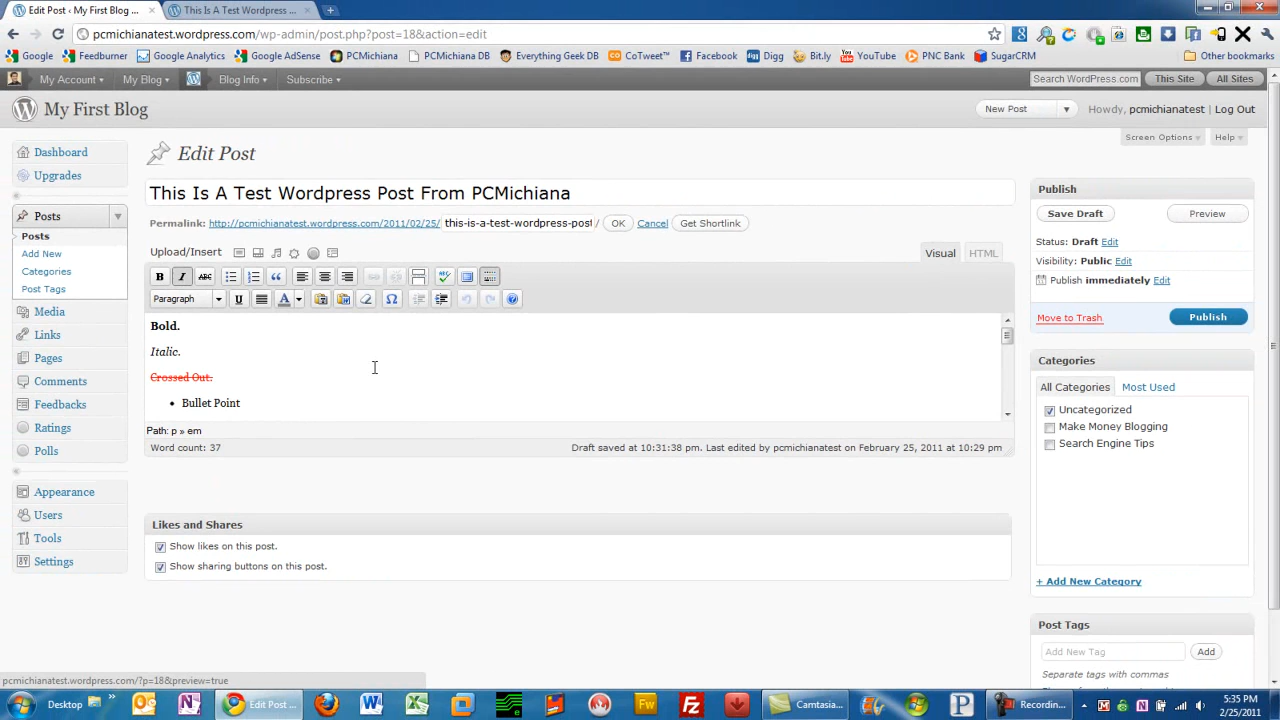 Edit Post ‹ My First Blog ...
This Is A Test Wordpress ...
pcmichianatest.wordpress.com/wp-admin/post.php?post=18&action=edit
Google Feedburner Google Analytics PCMichiana PCMichiana DB Everything Geek DB CoTweet™ Facebook Digg Bit.ly YouTube PNC Bank SugarCRM Other bookmarks
My Account My Blog Blog Info Subscribe Search WordPress.com This Site All Sites
My First Blog New Post Howdy, pcmichianatest | Log Out
Screen Options Help
Dashboard
Upgrades
Posts
Posts
Add New
Categories
Post Tags
Media
Links
Pages
Comments
Feedbacks
Ratings
Polls
Appearance
Users
Tools
Settings
Edit Post
This Is A Test Wordpress Post From PCMichiana
Permalink: http://pcmichianatest.wordpress.com/2011/02/25/ this-is-a-test-wordpress-post / OK Cancel Get Shortlink
Upload/Insert Visual HTML
B I ABC
Paragraph U A
Bold.
Italic.
Crossed Out.
• Bullet Point
Path: p » em
Word count: 37 Draft saved at 10:31:38 pm. Last edited by pcmichianatest on February 25, 2011 at 10:29 pm
Likes and Shares
Show likes on this post.
Show sharing buttons on this post.
Publish
Save Draft Preview
Status: Draft Edit
Visibility: Public Edit
Publish immediately Edit
Move to Trash Publish
Categories
All Categories Most Used
Uncategorized
Make Money Blogging
Search Engine Tips
+ Add New Category
Post Tags
Add New Tag Add
Separate tags with commas
pcmichianatest.wordpress.com/?p=18&preview=true
Desktop » Edit Post ... Fw Camtasia... Recordin... 5:35 PM
2/25/2011